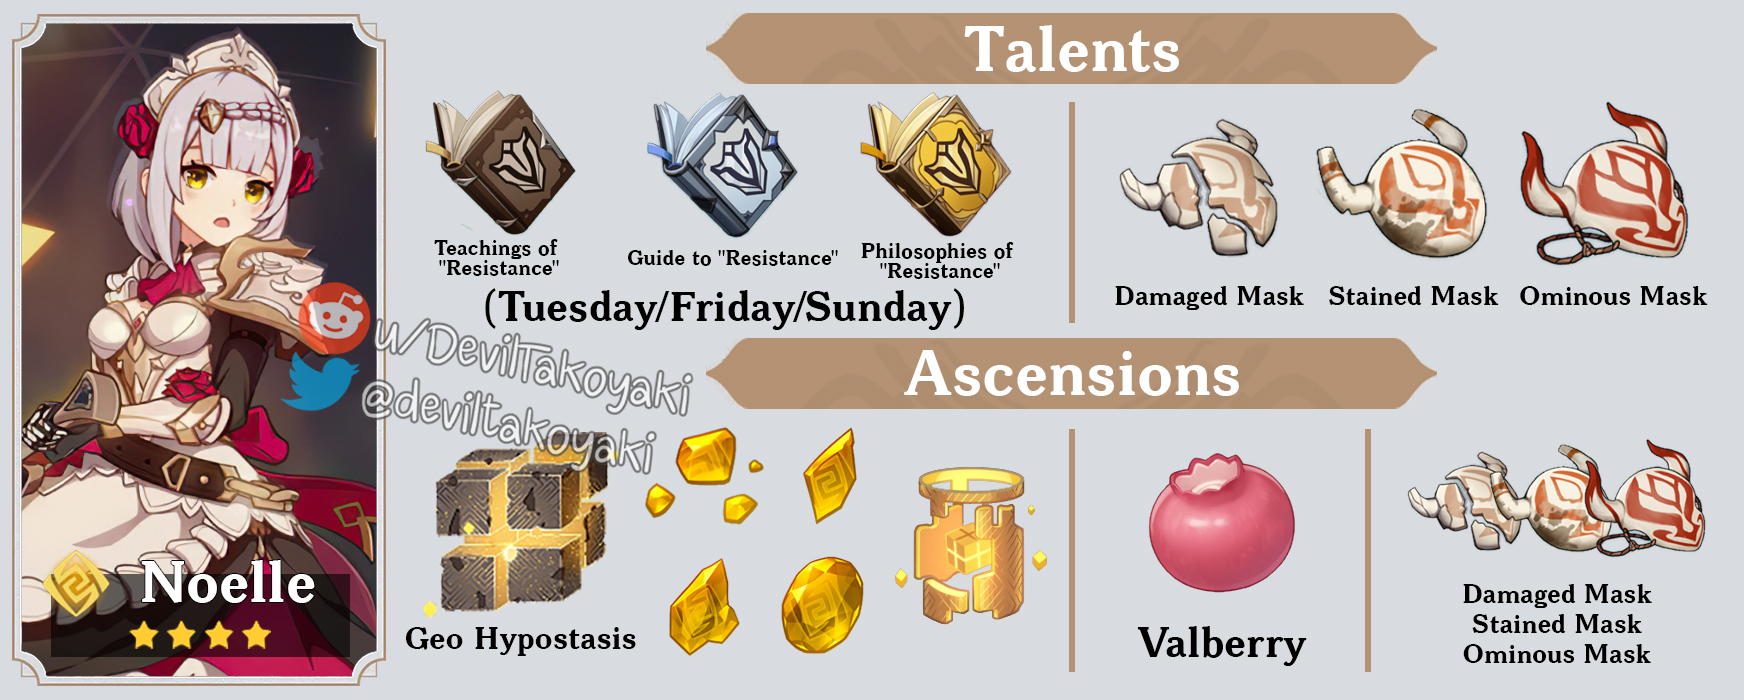 Talents
Teachings of
"Resistance"
Guide to "Resistance"
Philosophies of
"Resistance"
(Tuesday/Friday/Sunday)
Damaged Mask
Stained Mask
Ominous Mask
u/DevilTakoyaki
@deviltakoyaki
Ascensions
Noelle
Geo Hypostasis
Valberry
Damaged Mask
Stained Mask
Ominous Mask